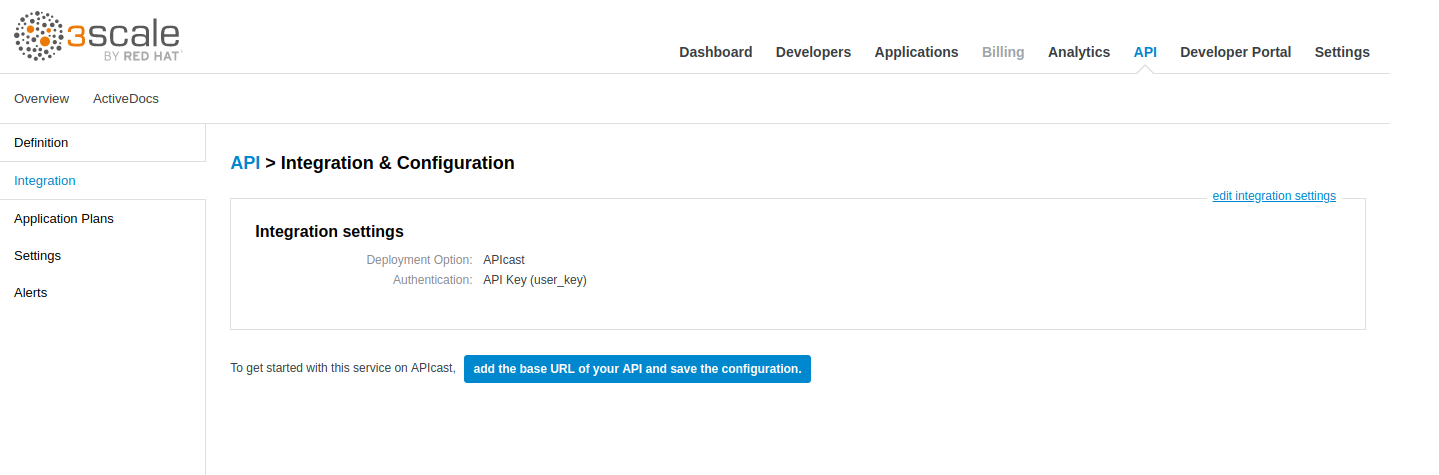 3scale
BY RED HAT
Dashboard Developers Applications Billing Analytics API Developer Portal Settings
Overview ActiveDocs
Definition
Integration
Application Plans
Settings
Alerts
API > Integration & Configuration
edit integration settings
Integration settings
Deployment Option: APIcast
Authentication: API Key (user_key)
To get started with this service on APIcast, add the base URL of your API and save the configuration.